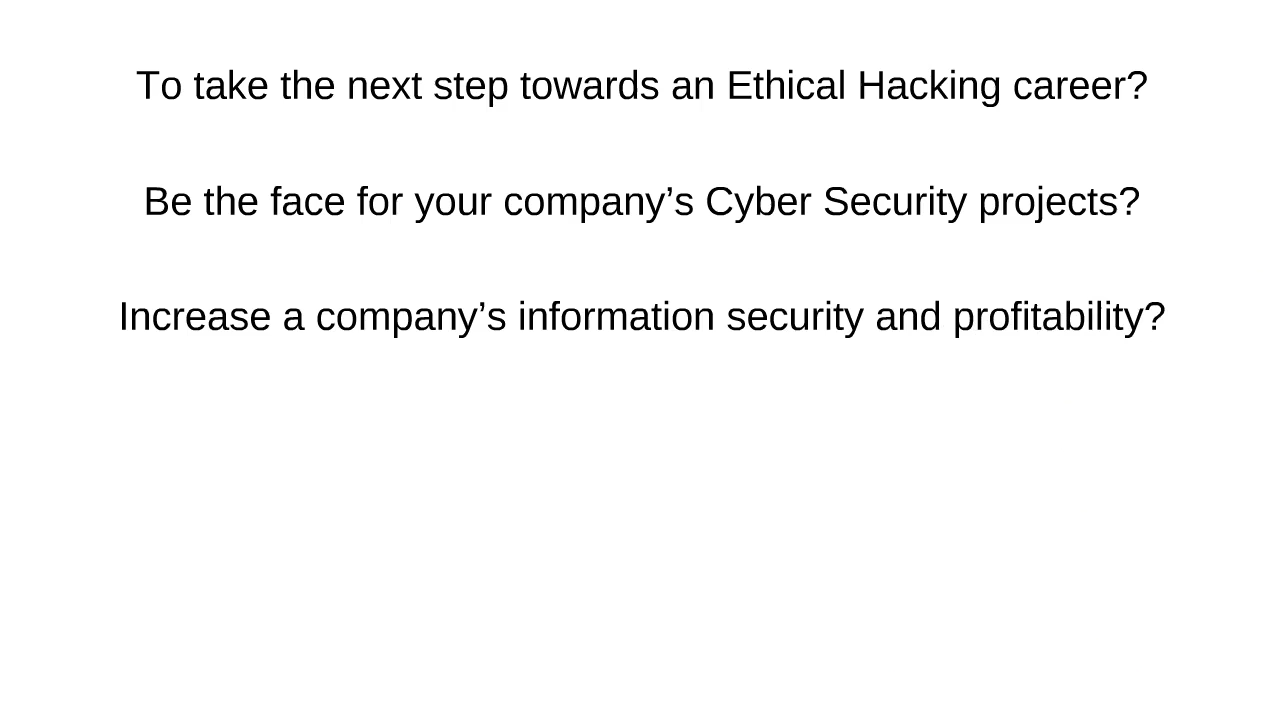 To take the next step towards an Ethical Hacking career?
Be the face for your company’s Cyber Security projects?
Increase a company’s information security and profitability?